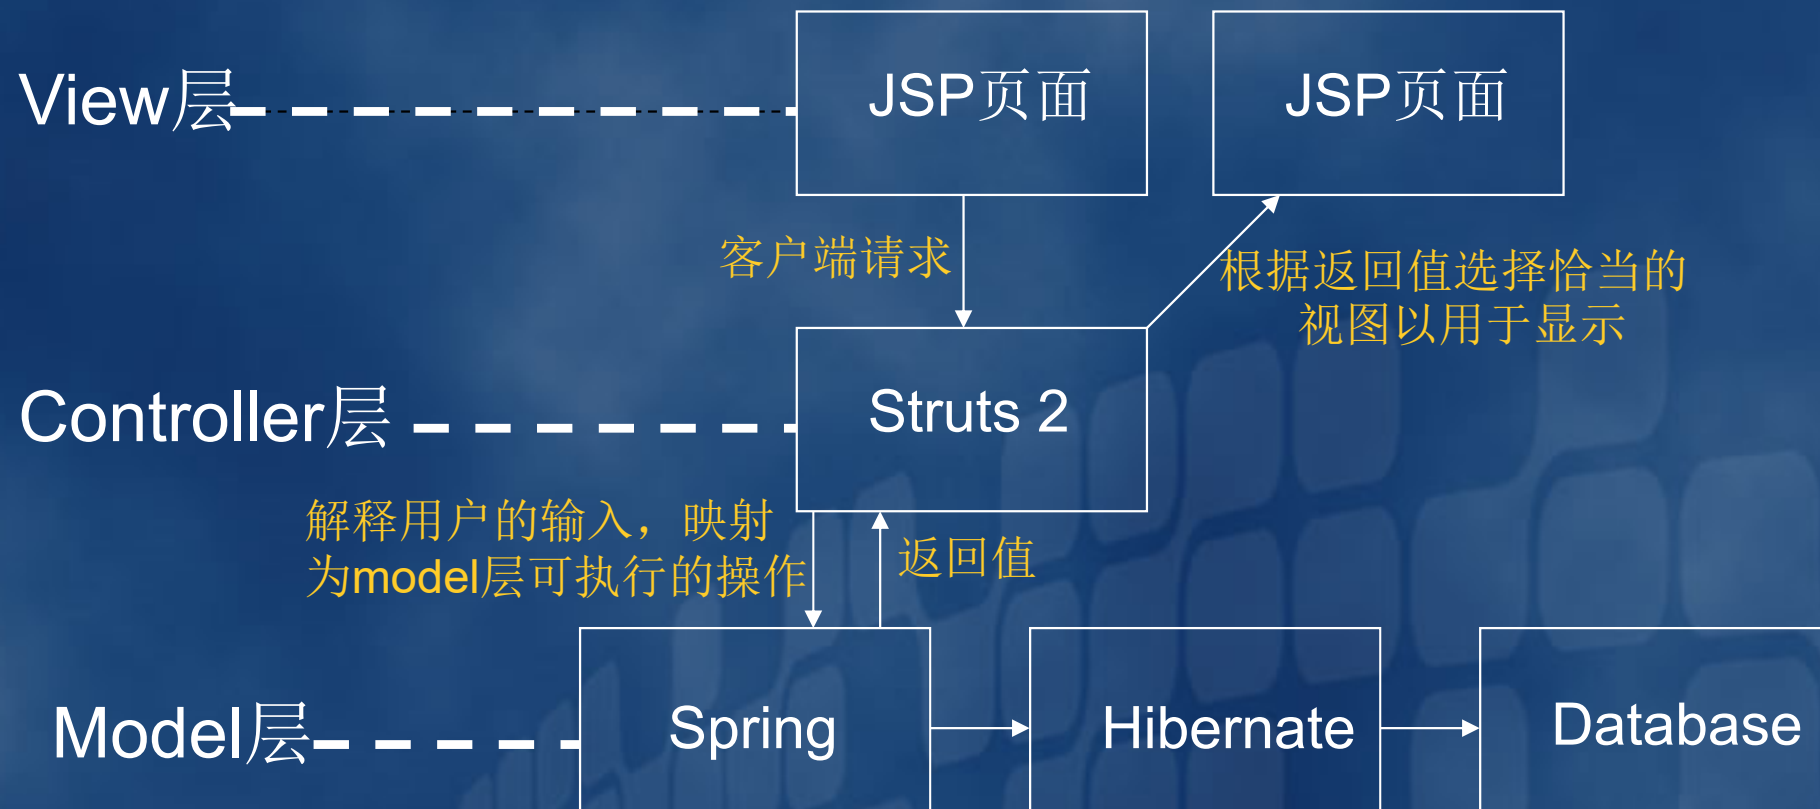 View层
JSP页面
JSP页面
客户端请求
根据返回值选择恰当的
视图以用于显示
Controller层
Struts 2
解释用户的输入，映射
为model层可执行的操作
返回值
Model层
Spring
Hibernate
Database